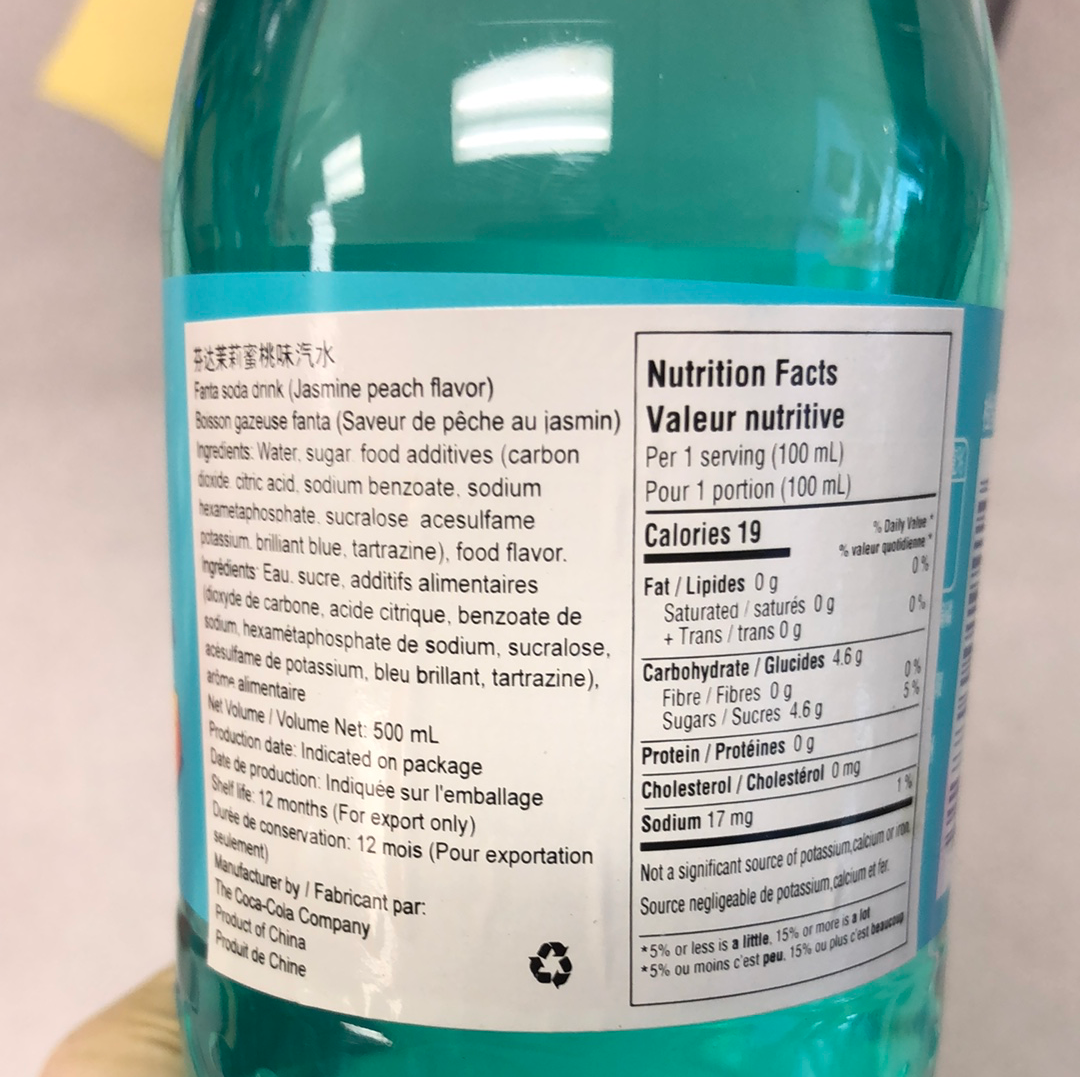 芬达茉莉蜜桃味汽水
Fanta soda drink (Jasmine peach flavor)
Boisson gazeuse fanta (Saveur de pêche au jasmin)
Ingredients: Water, sugar, food additives (carbon
dioxide, citric acid, sodium benzoate, sodium
hexametaphosphate, sucralose acesulfame
potassium, brilliant blue, tartrazine), food flavor.
Ingrédients: Eau, sucre, additifs alimentaires
(dioxyde de carbone, acide citrique, benzoate de
sodium, hexamétaphosphate de sodium, sucralose,
acésulfame de potassium, bleu brillant, tartrazine),
arôme alimentaire
Net Volume / Volume Net: 500 mL
Production date: Indicated on package
Date de production: Indiquée sur l'emballage
Shelf life: 12 months (For export only)
Durée de conservation: 12 mois (Pour exportation
seulement)
Manufacturer by / Fabricant par:
The Coca-Cola Company
Product of China
Produit de Chine
Nutrition Facts
Valeur nutritive
Per 1 serving (100 mL)
Pour 1 portion (100 mL)
Calories 19
% Daily Value *
% valeur quotidienne *
Fat / Lipides 0 g 0%
Saturated / saturés 0 g 0%
+ Trans / trans 0 g
Carbohydrate / Glucides 4.6 g
Fibre / Fibres 0 g 0%
Sugars / Sucres 4.6 g 5%
Protein / Protéines 0 g
Cholesterol / Cholestérol 0 mg
Sodium 17 mg 1%
Not a significant source of potassium,calcium or iron.
Source negligeable de potassium,calcium et fer.
*5% or less is a little, 15% or more is a lot
*5% ou moins c'est peu, 15% ou plus c'est beaucoup